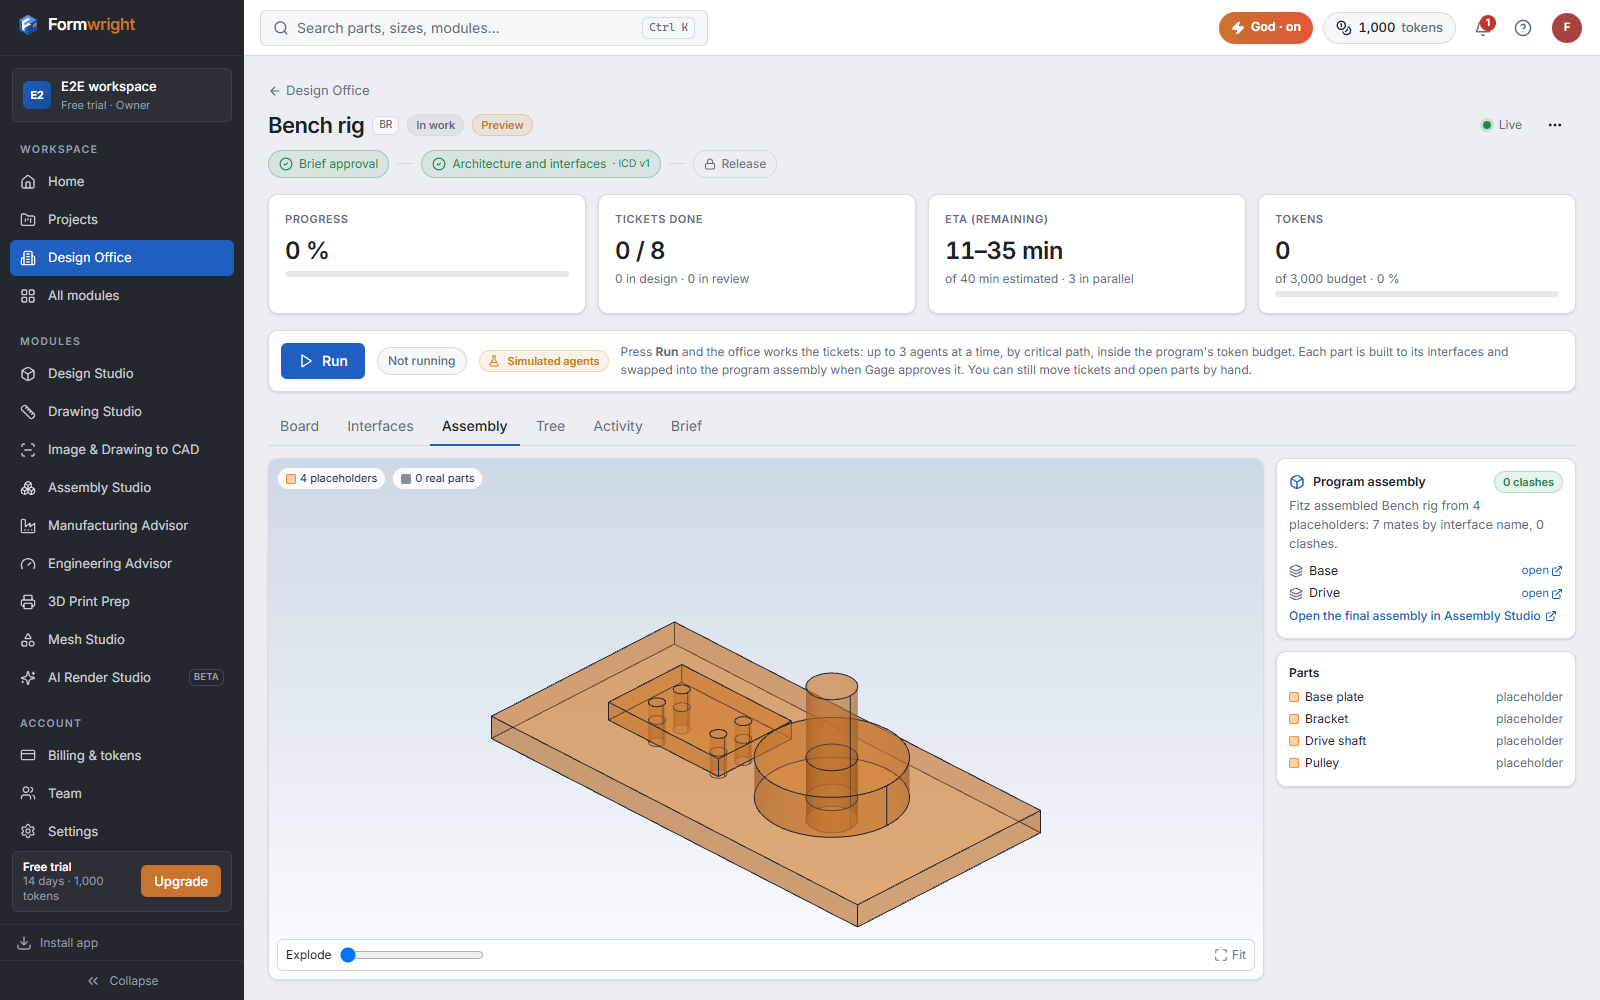 Formwright
Search parts, sizes, modules...
Ctrl K
God · on
1,000 tokens
1
F
E2
E2E workspace
Free trial · Owner
WORKSPACE
Home
Projects
Design Office
All modules
MODULES
Design Studio
Drawing Studio
Image & Drawing to CAD
Assembly Studio
Manufacturing Advisor
Engineering Advisor
3D Print Prep
Mesh Studio
AI Render Studio
BETA
ACCOUNT
Billing & tokens
Team
Settings
Free trial
14 days · 1,000
tokens
Upgrade
Install app
Collapse
Design Office
Bench rig
BR
In work
Preview
Live
Brief approval
Architecture and interfaces · ICD v1
Release
PROGRESS
0 %
TICKETS DONE
0 / 8
0 in design · 0 in review
ETA (REMAINING)
11–35 min
of 40 min estimated · 3 in parallel
TOKENS
0
of 3,000 budget · 0 %
Run
Not running
Simulated agents
Press Run and the office works the tickets: up to 3 agents at a time, by critical path, inside the program's token budget. Each part is built to its interfaces and
swapped into the program assembly when Gage approves it. You can still move tickets and open parts by hand.
Board
Interfaces
Assembly
Tree
Activity
Brief
4 placeholders
0 real parts
Explode
Fit
Program assembly
0 clashes
Fitz assembled Bench rig from 4
placeholders: 7 mates by interface name, 0
clashes.
Base
open
Drive
open
Open the final assembly in Assembly Studio
Parts
Base plate
placeholder
Bracket
placeholder
Drive shaft
placeholder
Pulley
placeholder